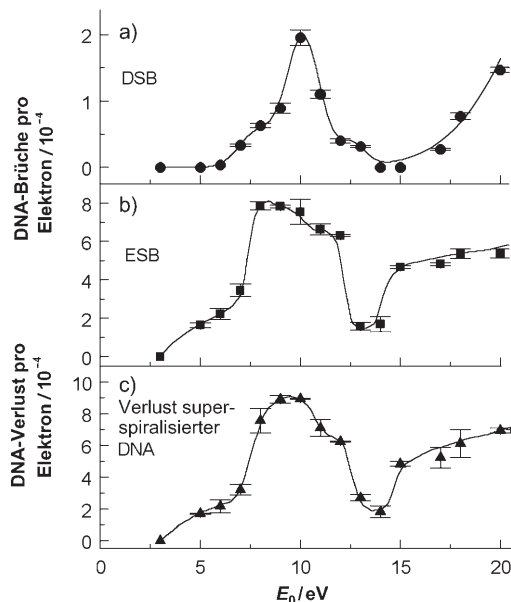 DNA-Brüche pro
Elektron / 10⁻⁴
DNA-Verlust pro
Elektron / 10⁻⁴
a)
DSB
2
1
0
b)
ESB
8
6
4
2
0
c)
Verlust super-
spiralisierter
DNA
10
8
6
4
2
0
0 5 10 15 20
E₀ / eV